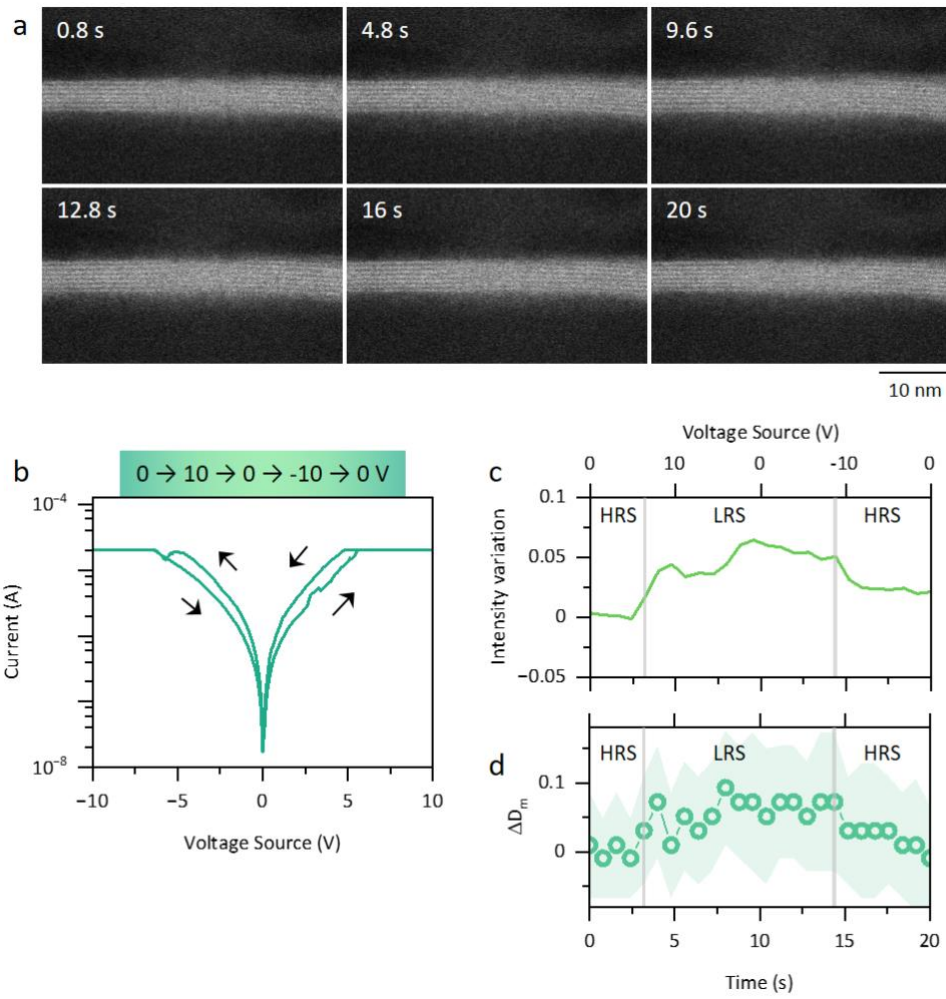 a
0.8 s
4.8 s
9.6 s
12.8 s
16 s
20 s
10 nm
b
0 → 10 → 0 → -10 → 0 V
10⁻⁴
Current (A)
10⁻⁸
−10
−5
0
5
10
Voltage Source (V)
c
Voltage Source (V)
0
10
0
−10
0
0.1
HRS
LRS
HRS
0.05
Intensity variation
0
−0.05
d
HRS
LRS
HRS
0.1
ΔDₘ
0
0
5
10
15
20
Time (s)